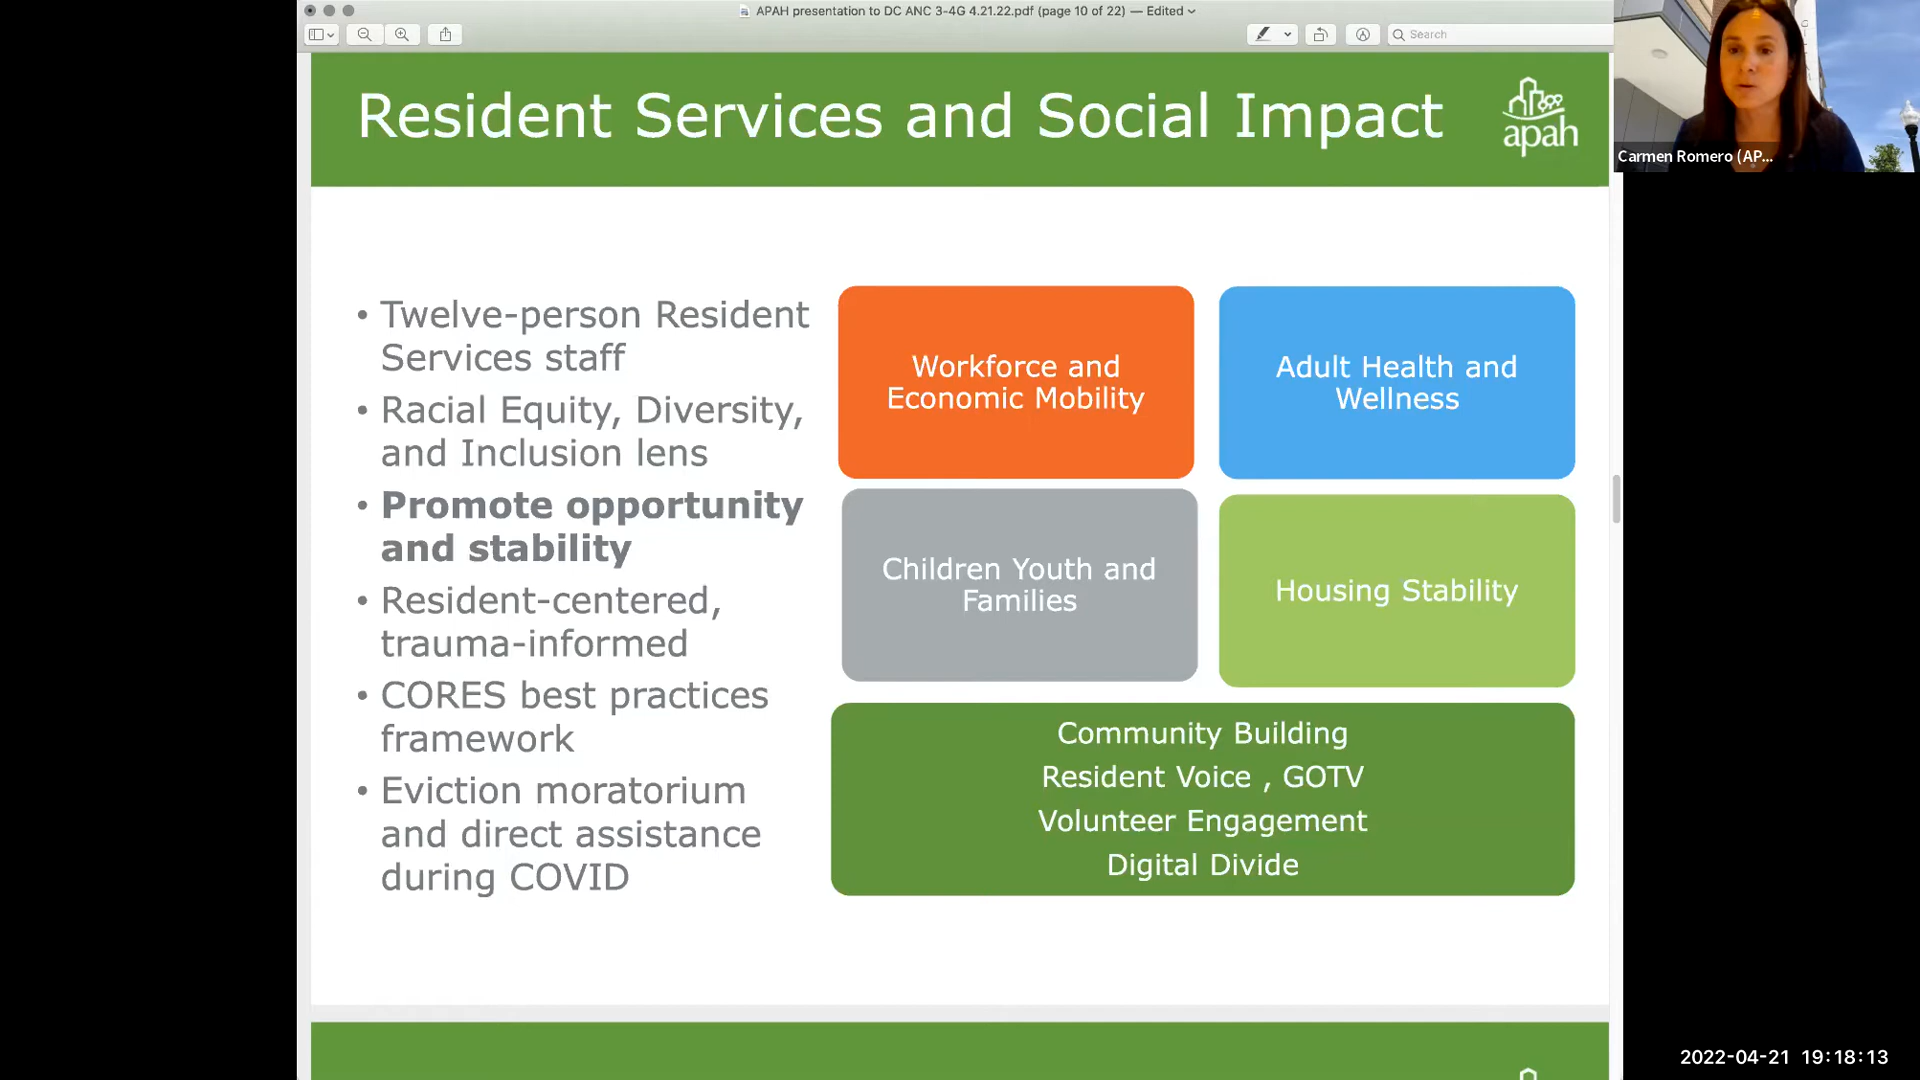 APAH presentation to DC ANC 3-4G 4.21.22.pdf (page 10 of 22) — Edited
Search
Resident Services and Social Impact
apah
Carmen Romero (AP...
• Twelve-person Resident
Services staff
• Racial Equity, Diversity,
and Inclusion lens
• Promote opportunity
and stability
• Resident-centered,
trauma-informed
• CORES best practices
framework
• Eviction moratorium
and direct assistance
during COVID
Workforce and
Economic Mobility
Adult Health and
Wellness
Children Youth and
Families
Housing Stability
Community Building
Resident Voice , GOTV
Volunteer Engagement
Digital Divide
2022-04-21 19:18:13